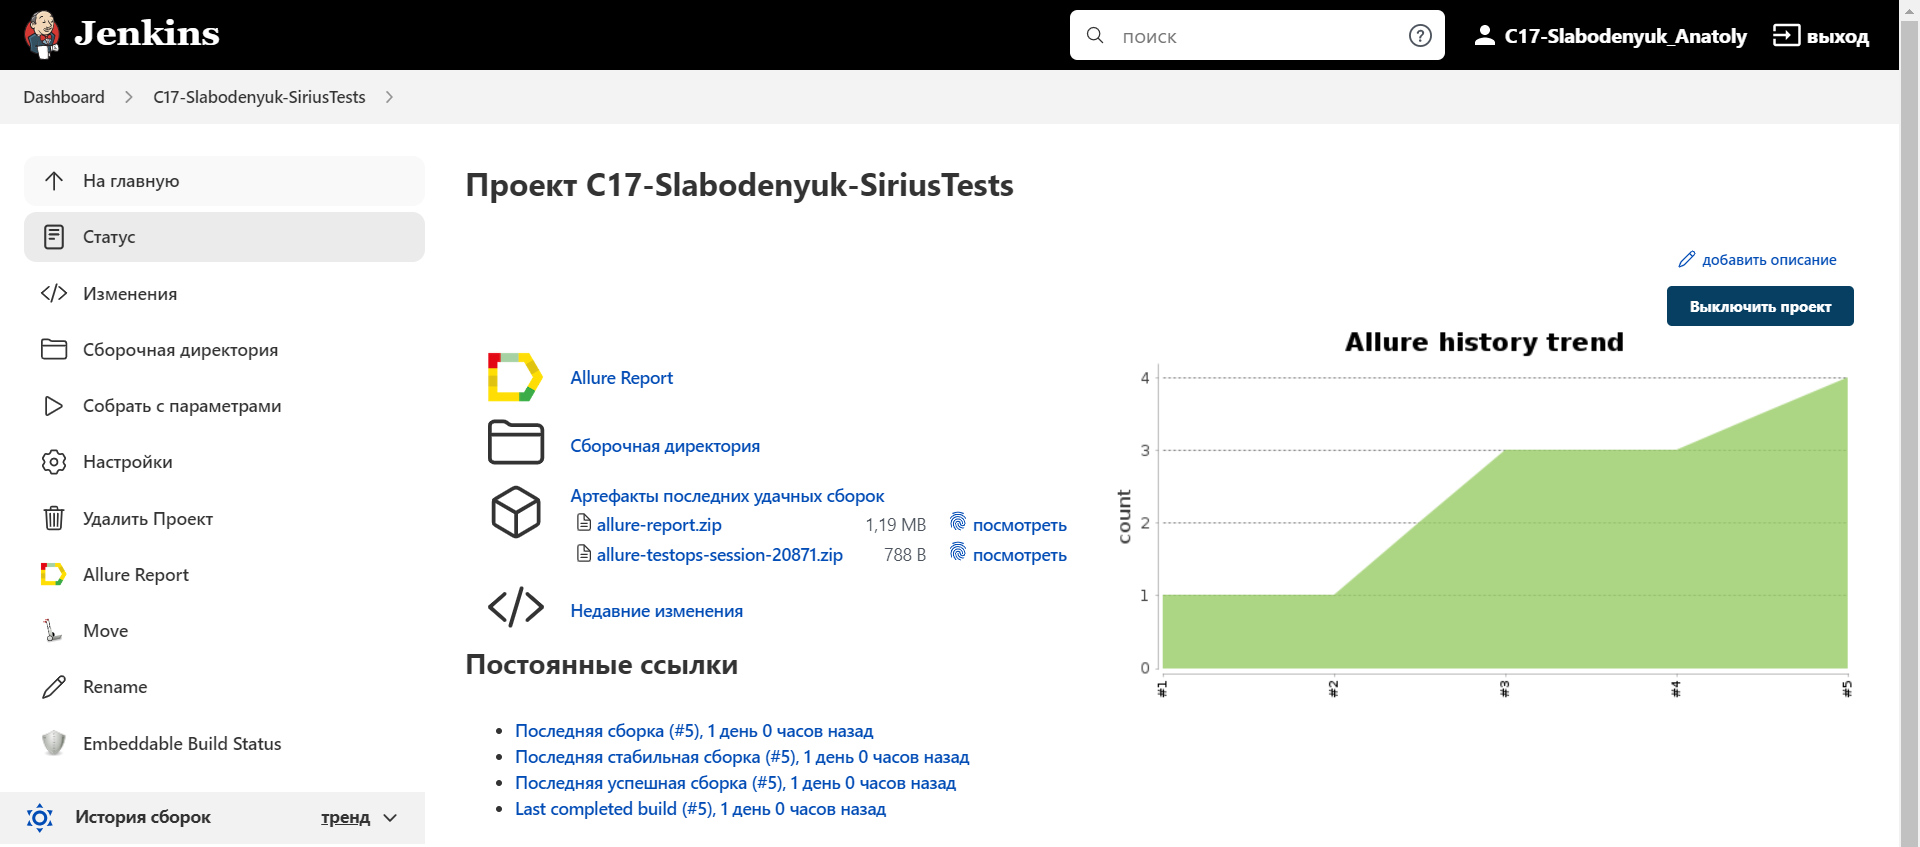 Jenkins
поиск
C17-Slabodenyuk_Anatoly
выход
Dashboard
C17-Slabodenyuk-SiriusTests
На главную
Статус
Изменения
Сборочная директория
Собрать с параметрами
Настройки
Удалить Проект
Allure Report
Move
Rename
Embeddable Build Status
История сборок
тренд
Проект C17-Slabodenyuk-SiriusTests
добавить описание
Выключить проект
Allure Report
Сборочная директория
Артефакты последних удачных сборок
allure-report.zip 1,19 MB посмотреть
allure-testops-session-20871.zip 788 B посмотреть
Недавние изменения
Allure history trend
count
4
3
2
1
0
#1 #2 #3 #4 #5
Постоянные ссылки
Последняя сборка (#5), 1 день 0 часов назад
Последняя стабильная сборка (#5), 1 день 0 часов назад
Последняя успешная сборка (#5), 1 день 0 часов назад
Last completed build (#5), 1 день 0 часов назад